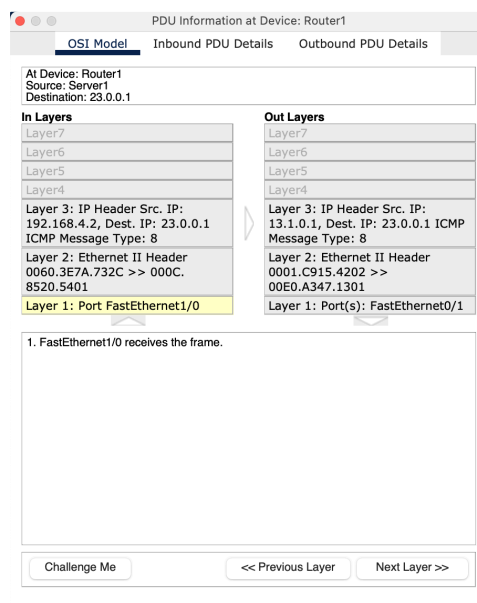 PDU Information at Device: Router1
OSI Model Inbound PDU Details Outbound PDU Details
At Device: Router1
Source: Server1
Destination: 23.0.0.1
In Layers
Layer7
Layer6
Layer5
Layer4
Layer 3: IP Header Src. IP:
192.168.4.2, Dest. IP: 23.0.0.1
ICMP Message Type: 8
Layer 2: Ethernet II Header
0060.3E7A.732C >> 000C.
8520.5401
Layer 1: Port FastEthernet1/0
Out Layers
Layer7
Layer6
Layer5
Layer4
Layer 3: IP Header Src. IP:
13.1.0.1, Dest. IP: 23.0.0.1 ICMP
Message Type: 8
Layer 2: Ethernet II Header
0001.C915.4202 >>
00E0.A347.1301
Layer 1: Port(s): FastEthernet0/1
1. FastEthernet1/0 receives the frame.
Challenge Me << Previous Layer Next Layer >>